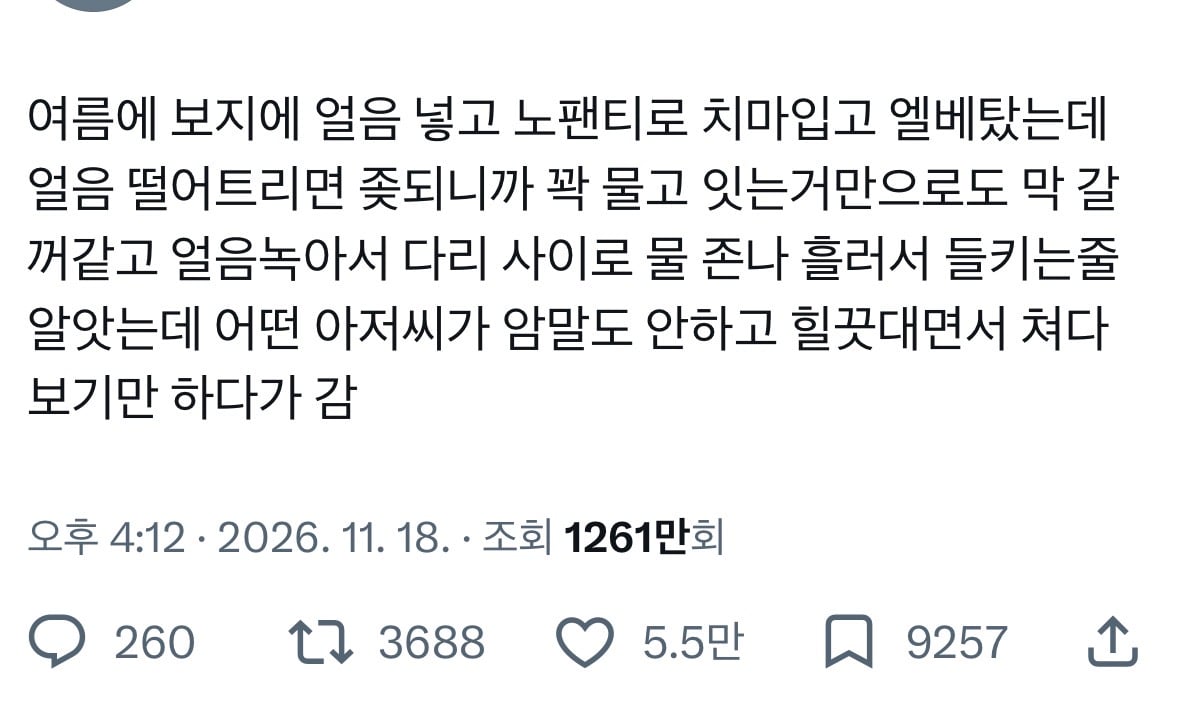 여름에 보지에 얼음 넣고 노팬티로 치마입고 엘베탔는데
얼음 떨어트리면 좆되니까 꽉 물고 잇는거만으로도 막 갈
꺼같고 얼음녹아서 다리 사이로 물 존나 흘러서 들키는줄
알앗는데 어떤 아저씨가 암말도 안하고 힐끗대면서 쳐다
보기만 하다가 감
오후 4:12 · 2026. 11. 18. · 조회 1261만회
260 3688 5.5만 9257